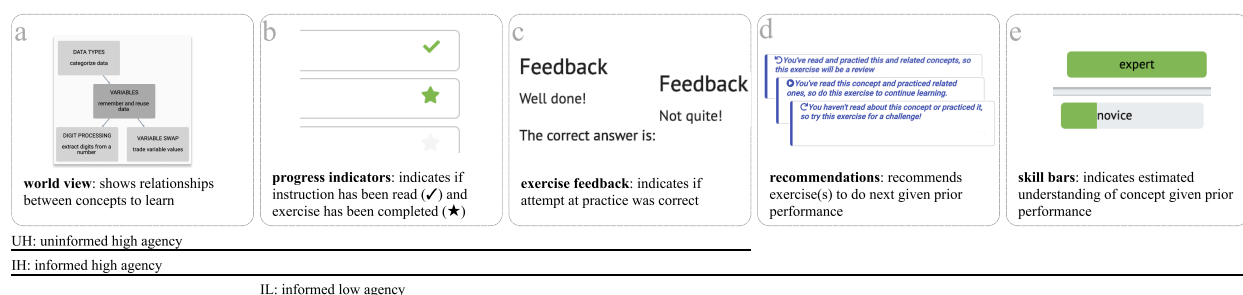 a
DATA TYPES
categorize data
VARIABLES
remember and reuse
data
DIGIT PROCESSING
extract digits from a
number
VARIABLE SWAP
trade variable values
world view: shows relationships
between concepts to learn
b
progress indicators: indicates if
instruction has been read (✓) and
exercise has been completed (★)
c
Feedback
Well done!
Feedback
Not quite!
The correct answer is:
exercise feedback: indicates if
attempt at practice was correct
d
You've read and practied this and related concepts, so
this exercise will be a review
You've read this concept and practiced related
ones, so do this exercise to continue learning.
You haven't read about this concept or practiced it,
so try this exercise for a challenge!
recommendations: recommends
exercise(s) to do next given prior
performance
e
expert
novice
skill bars: indicates estimated
understanding of concept given prior
performance
UH: uninformed high agency
IH: informed high agency
IL: informed low agency